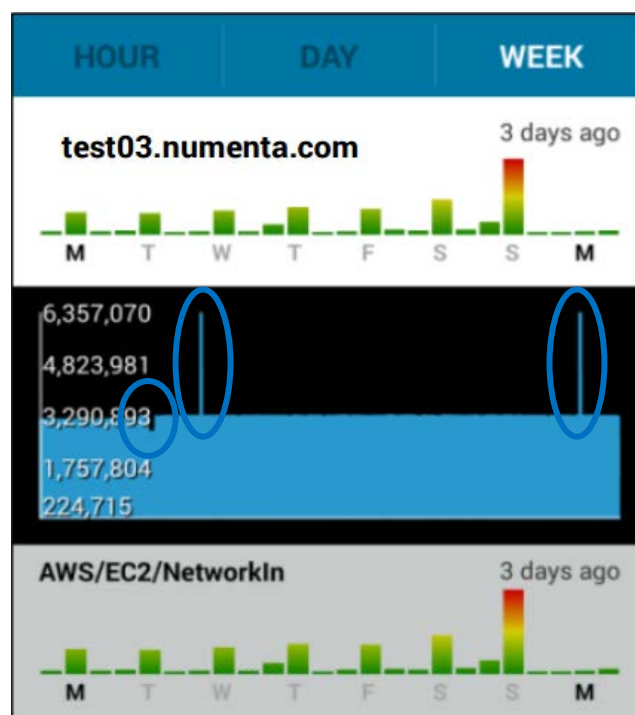 HOUR DAY WEEK
test03.numenta.com 3 days ago
M T W T F S S M
6,357,070
4,823,981
3,290,893
1,757,804
224,715
AWS/EC2/NetworkIn 3 days ago
M T W T F S S M